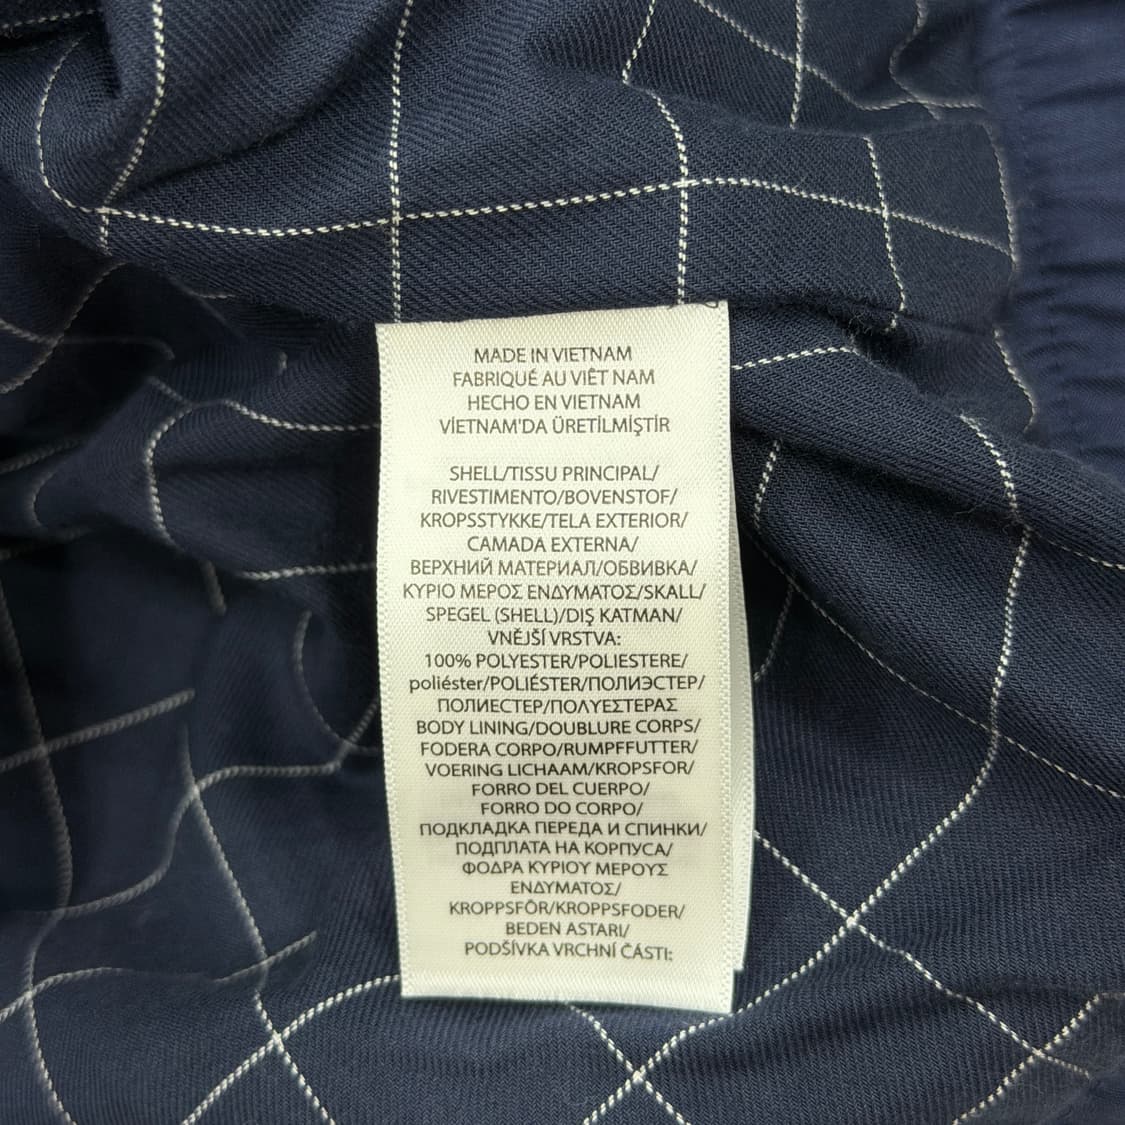 MADE IN VIETNAM
FABRIQUÉ AU VIÊT NAM
HECHO EN VIETNAM
VİETNAM'DA ÜRETİLMİŞTİR
SHELL/TISSU PRINCIPAL/
RIVESTIMENTO/BOVENSTOF/
KROPSSTYKKE/TELA EXTERIOR/
CAMADA EXTERNA/
ВЕРХНИЙ МАТЕРИАЛ/ОБВИВКА/
ΚΥΡΙΟ ΜΕΡΟΣ ΕΝΔΥΜΑΤΟΣ/SKALL/
SPEGEL (SHELL)/DIŞ KATMAN/
VNĚJŠÍ VRSTVA:
100% POLYESTER/POLIESTERE/
poliéster/POLIÉSTER/ПОЛИЭСТЕР/
ПОЛИЕСТЕР/ΠΟΛΥΕΣΤΕΡΑΣ
BODY LINING/DOUBLURE CORPS/
FODERA CORPO/RUMPFFUTTER/
VOERING LICHAAM/KROPSFOR/
FORRO DEL CUERPO/
FORRO DO CORPO/
ПОДКЛАДКА ПЕРЕДА И СПИНКИ/
ПОДПЛАТА НА КОРПУСА/
ΦΟΔΡΑ ΚΥΡΙΟΥ ΜΕΡΟΥΣ
ΕΝΔΥΜΑΤΟΣ/
KROPPSFÔR/KROPPSFODER/
BEDEN ASTARI/
PODŠÍVKA VRCHNÍ ČÁSTI: